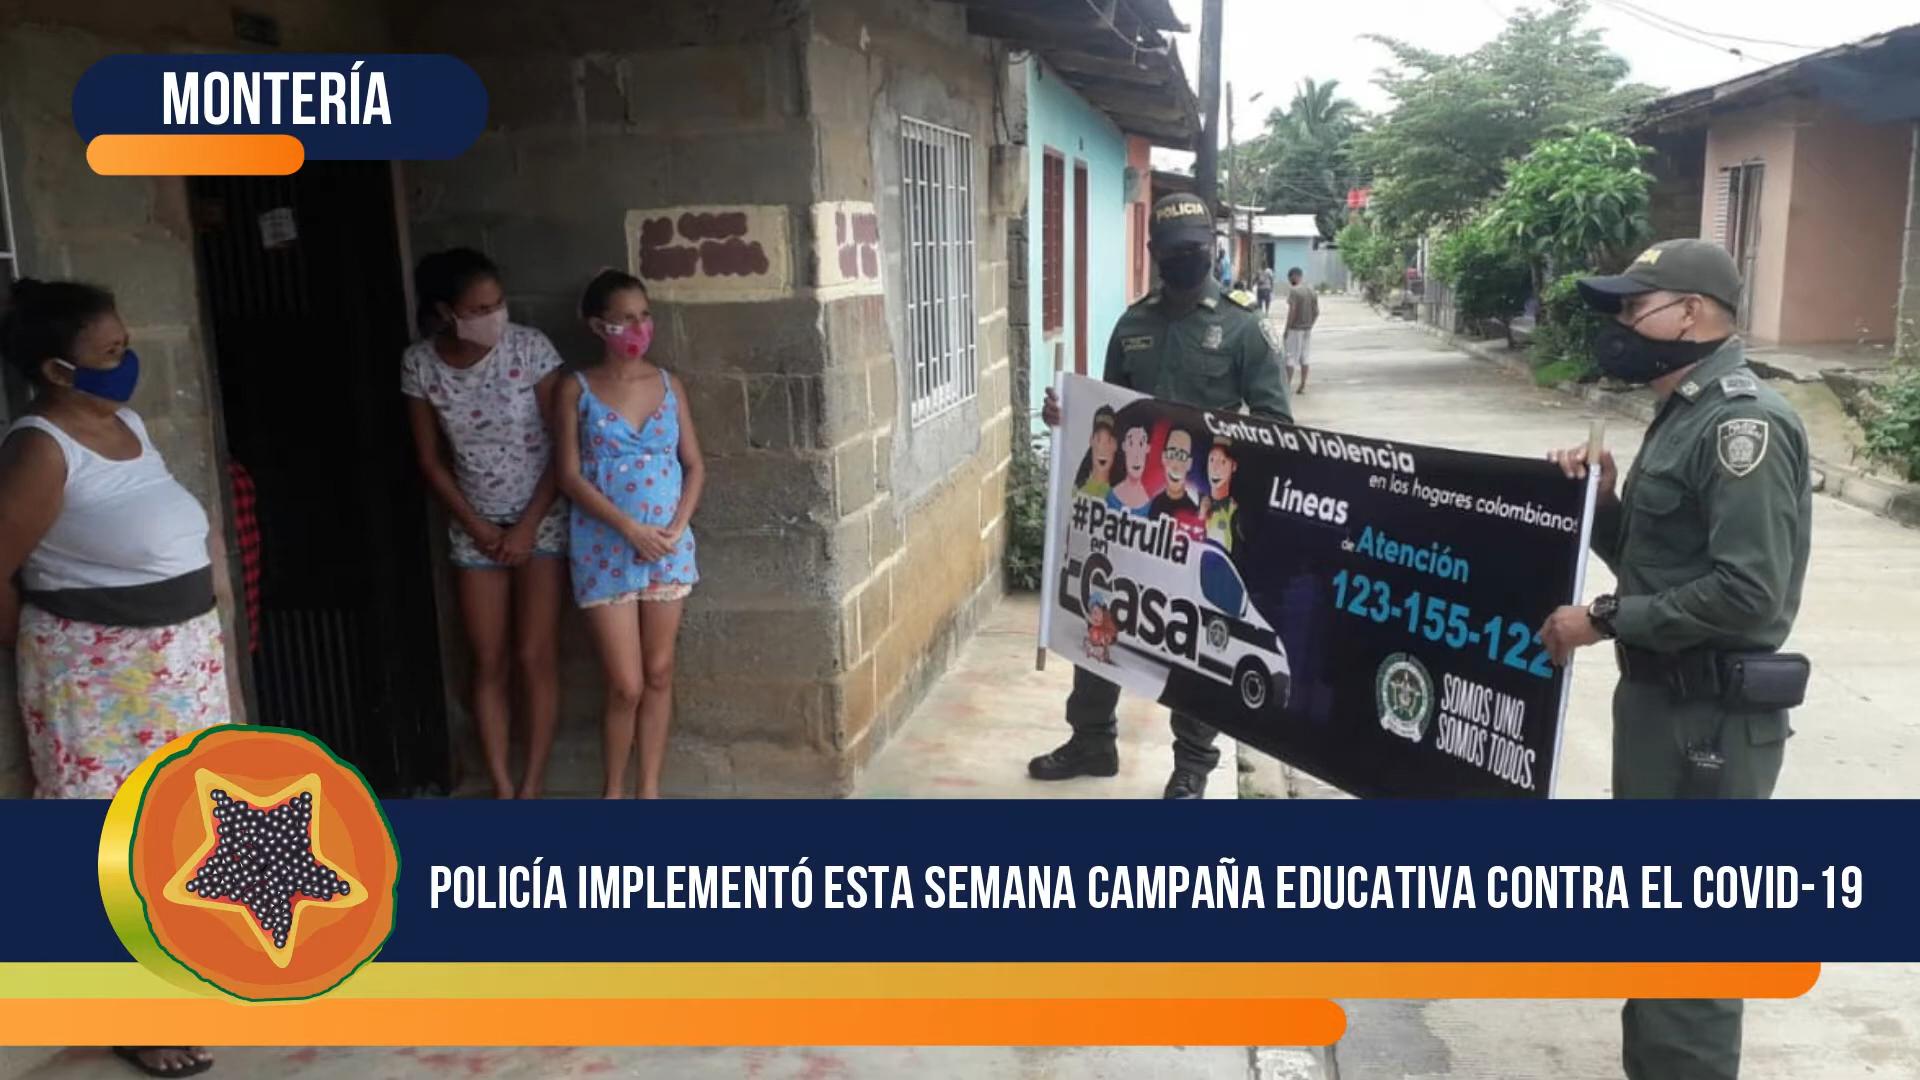 MONTERÍA
POLICIA
Contra la Violencia
en los hogares colombianos
Líneas
de Atención
123-155-122
#Patrulla
en
Casa
SOMOS UNO,
SOMOS TODOS.
POLICÍA IMPLEMENTÓ ESTA SEMANA CAMPAÑA EDUCATIVA CONTRA EL COVID-19